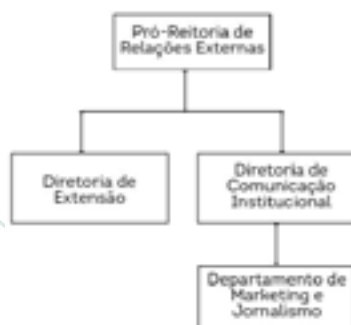 Pró-Reitoria de
Relações Externas
Diretoria de
Extensão
Diretoria de
Comunicação
Institucional
Departamento de
Marketing e
Jornalismo